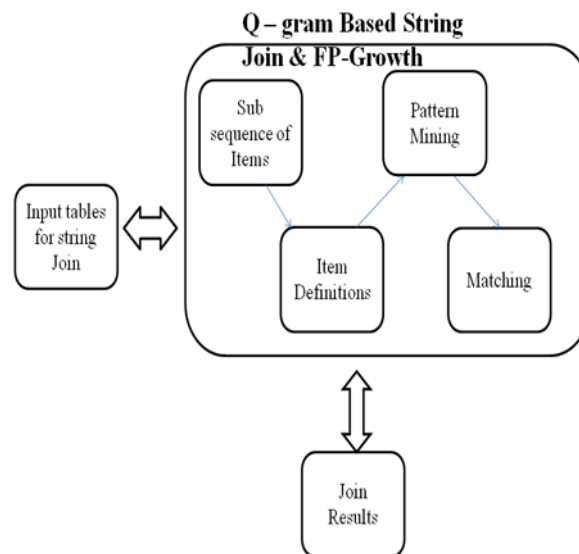 Q – gram Based String
Join & FP-Growth
Sub
sequence of
Items
Pattern
Mining
Input tables
for string
Join
Item
Definitions
Matching
Join
Results